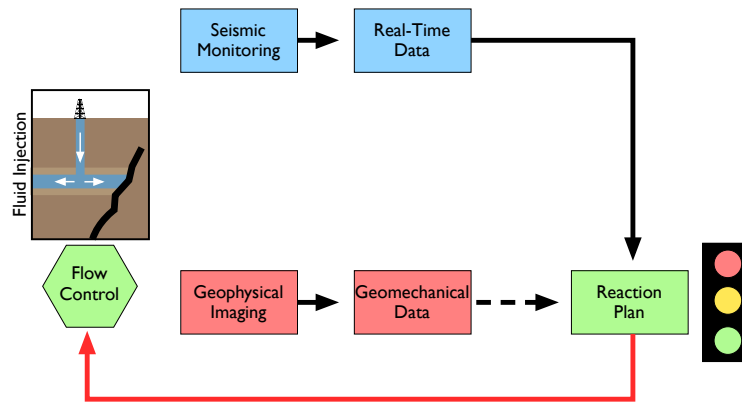 Seismic
Monitoring
Real-Time
Data
Fluid Injection
Flow
Control
Geophysical
Imaging
Geomechanical
Data
Reaction
Plan